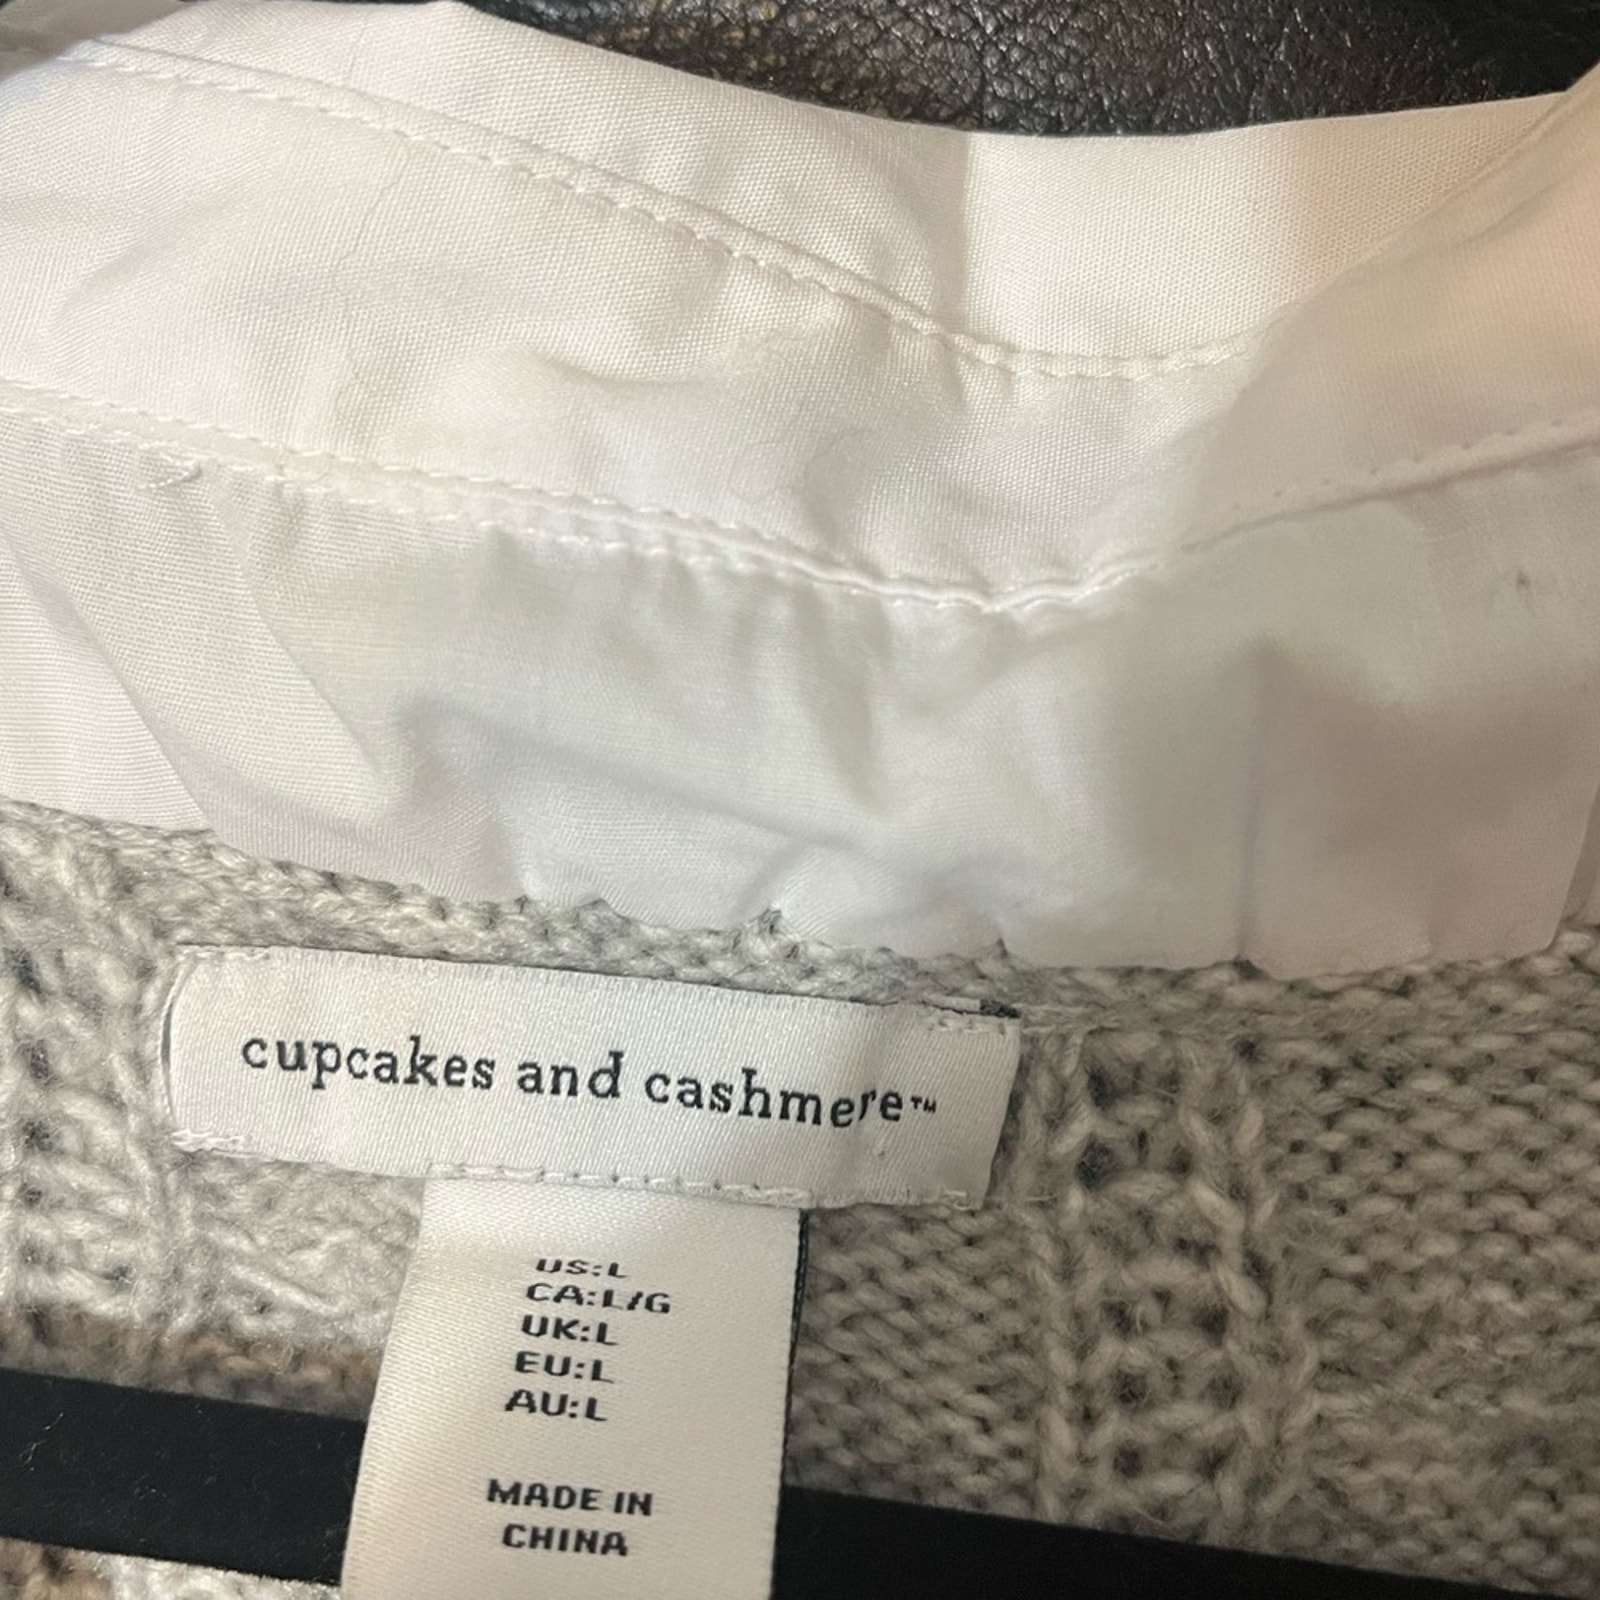 cupcakes and cashmere™
US:L
CA:L/G
UK:L
EU:L
AU:L
MADE IN
CHINA